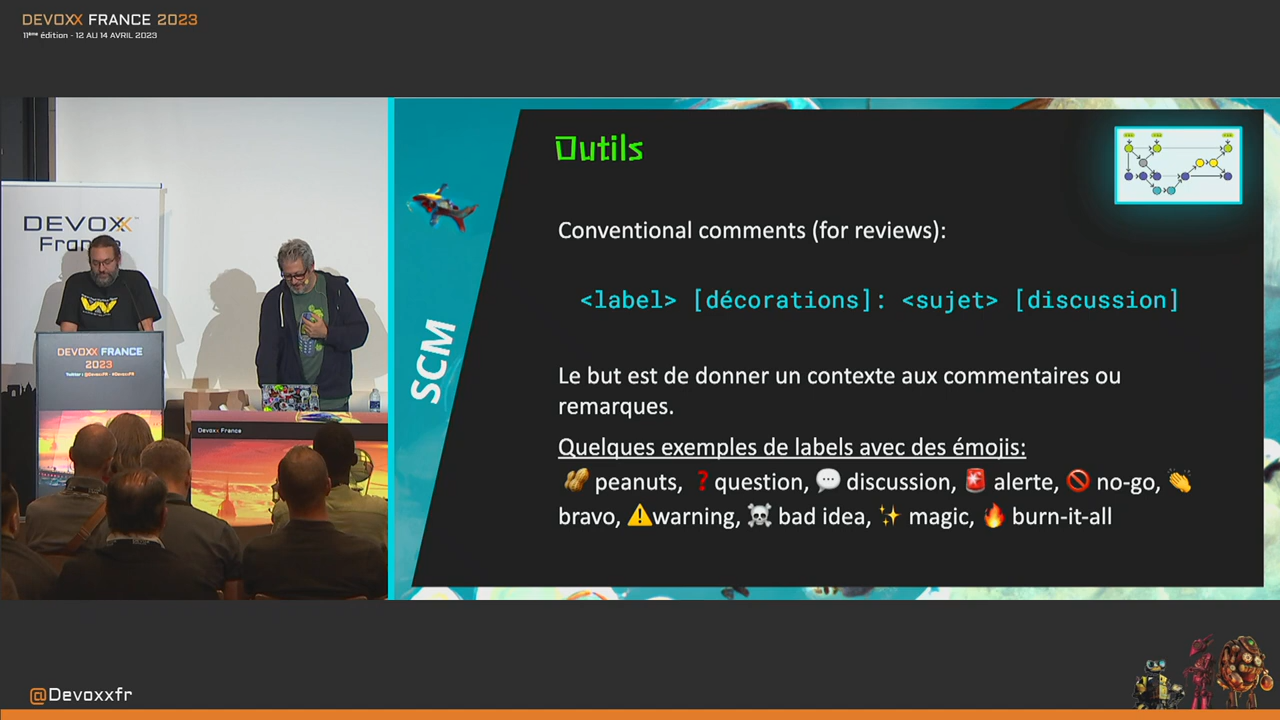 DEVOXX FRANCE 2023
11ème édition - 12 AU 14 AVRIL 2023
DEVOXX
France
DEVOXX FRANCE
2023
Twitter : @DevoxxFR - #DevoxxFR
Devoxx France
SCM
Outils
Conventional comments (for reviews):
<label> [décorations]: <sujet> [discussion]
Le but est de donner un contexte aux commentaires ou
remarques.
Quelques exemples de labels avec des émojis:
🥜 peanuts, ❓ question, 💬 discussion, 🚨 alerte, 🚫 no-go, 👏
bravo, ⚠️warning, ☠️ bad idea, ✨ magic, 🔥 burn-it-all
@Devoxxfr